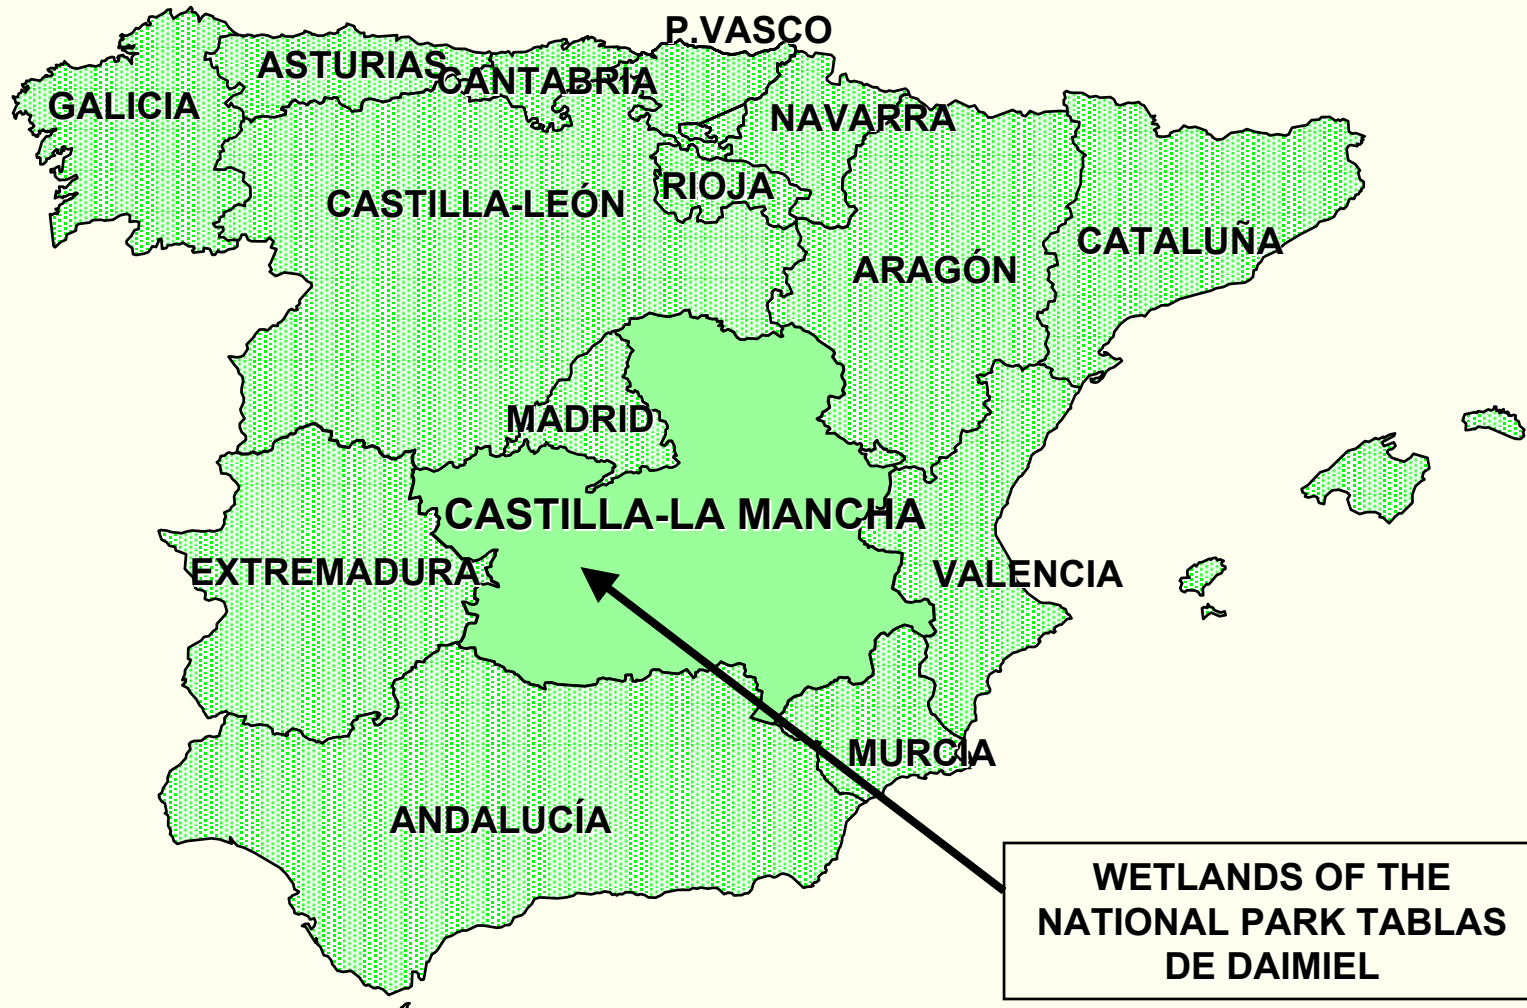 P.VASCO
ASTURIAS
CANTABRIA
GALICIA
NAVARRA
RIOJA
CASTILLA-LEÓN
CATALUÑA
ARAGÓN
MADRID
CASTILLA-LA MANCHA
EXTREMADURA
VALENCIA
MURCIA
ANDALUCÍA
WETLANDS OF THE
NATIONAL PARK TABLAS
DE DAIMIEL